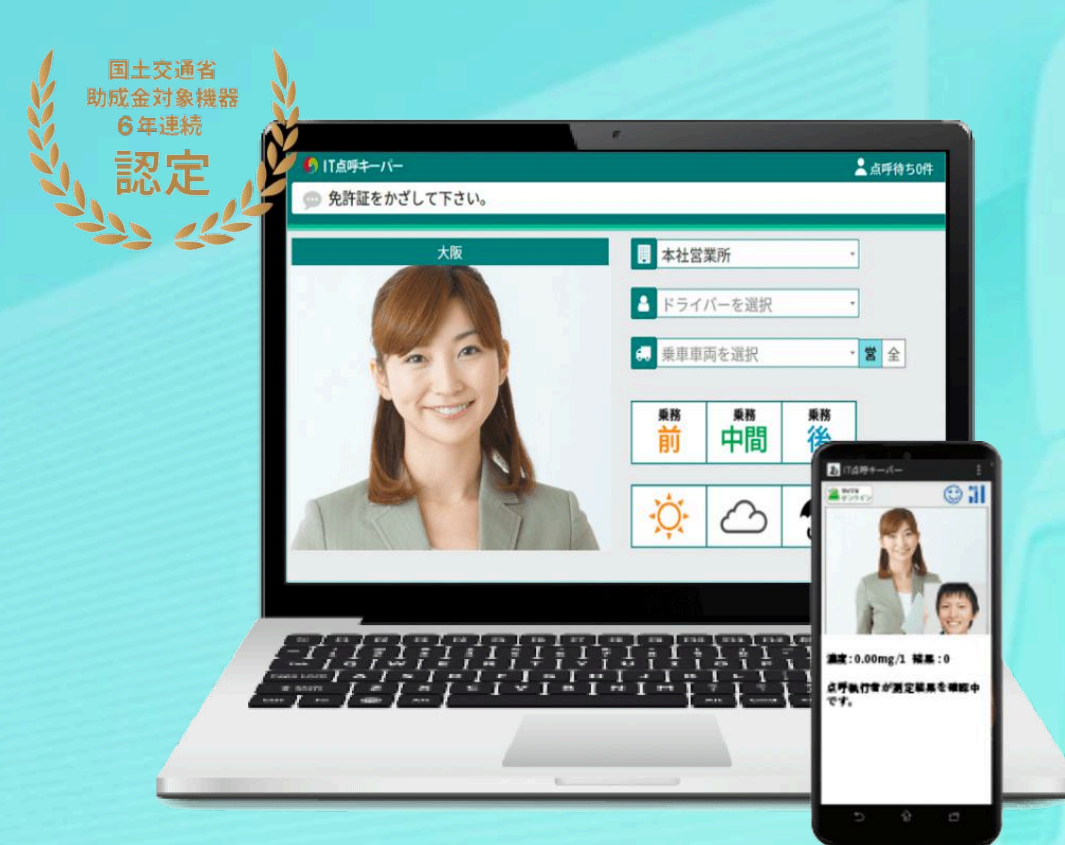 国土交通省
助成金対象機器
6年連続
認定
IT点呼キーパー
点呼待ち0件
免許証をかざして下さい。
大阪
本社営業所
ドライバーを選択
乗車車両を選択
営 全
乗務 乗務 乗務
前 中間 後
IT点呼キーパー
オンライン
濃度:0.00mg/l 結果:0
点呼執行者が測定結果を確認中
です。